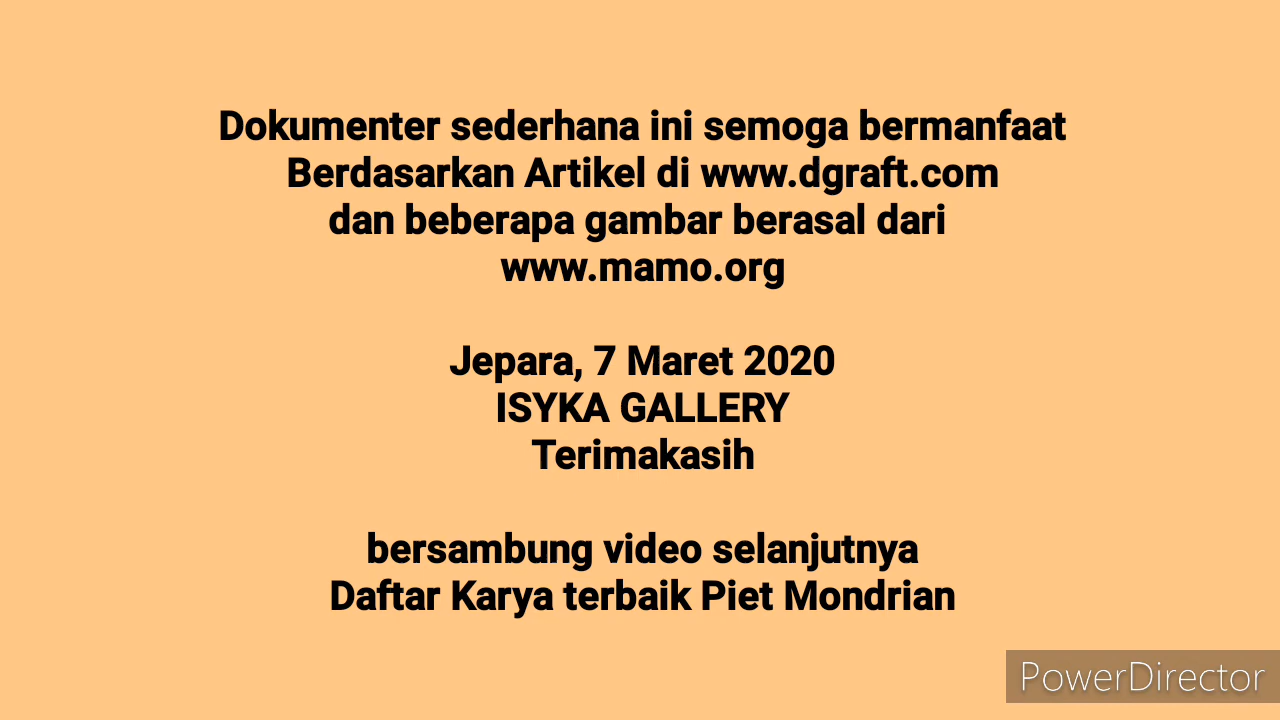 Dokumenter sederhana ini semoga bermanfaat
Berdasarkan Artikel di www.dgraft.com
dan beberapa gambar berasal dari
www.mamo.org
Jepara, 7 Maret 2020
ISYKA GALLERY
Terimakasih
bersambung video selanjutnya
Daftar Karya terbaik Piet Mondrian
PowerDirector